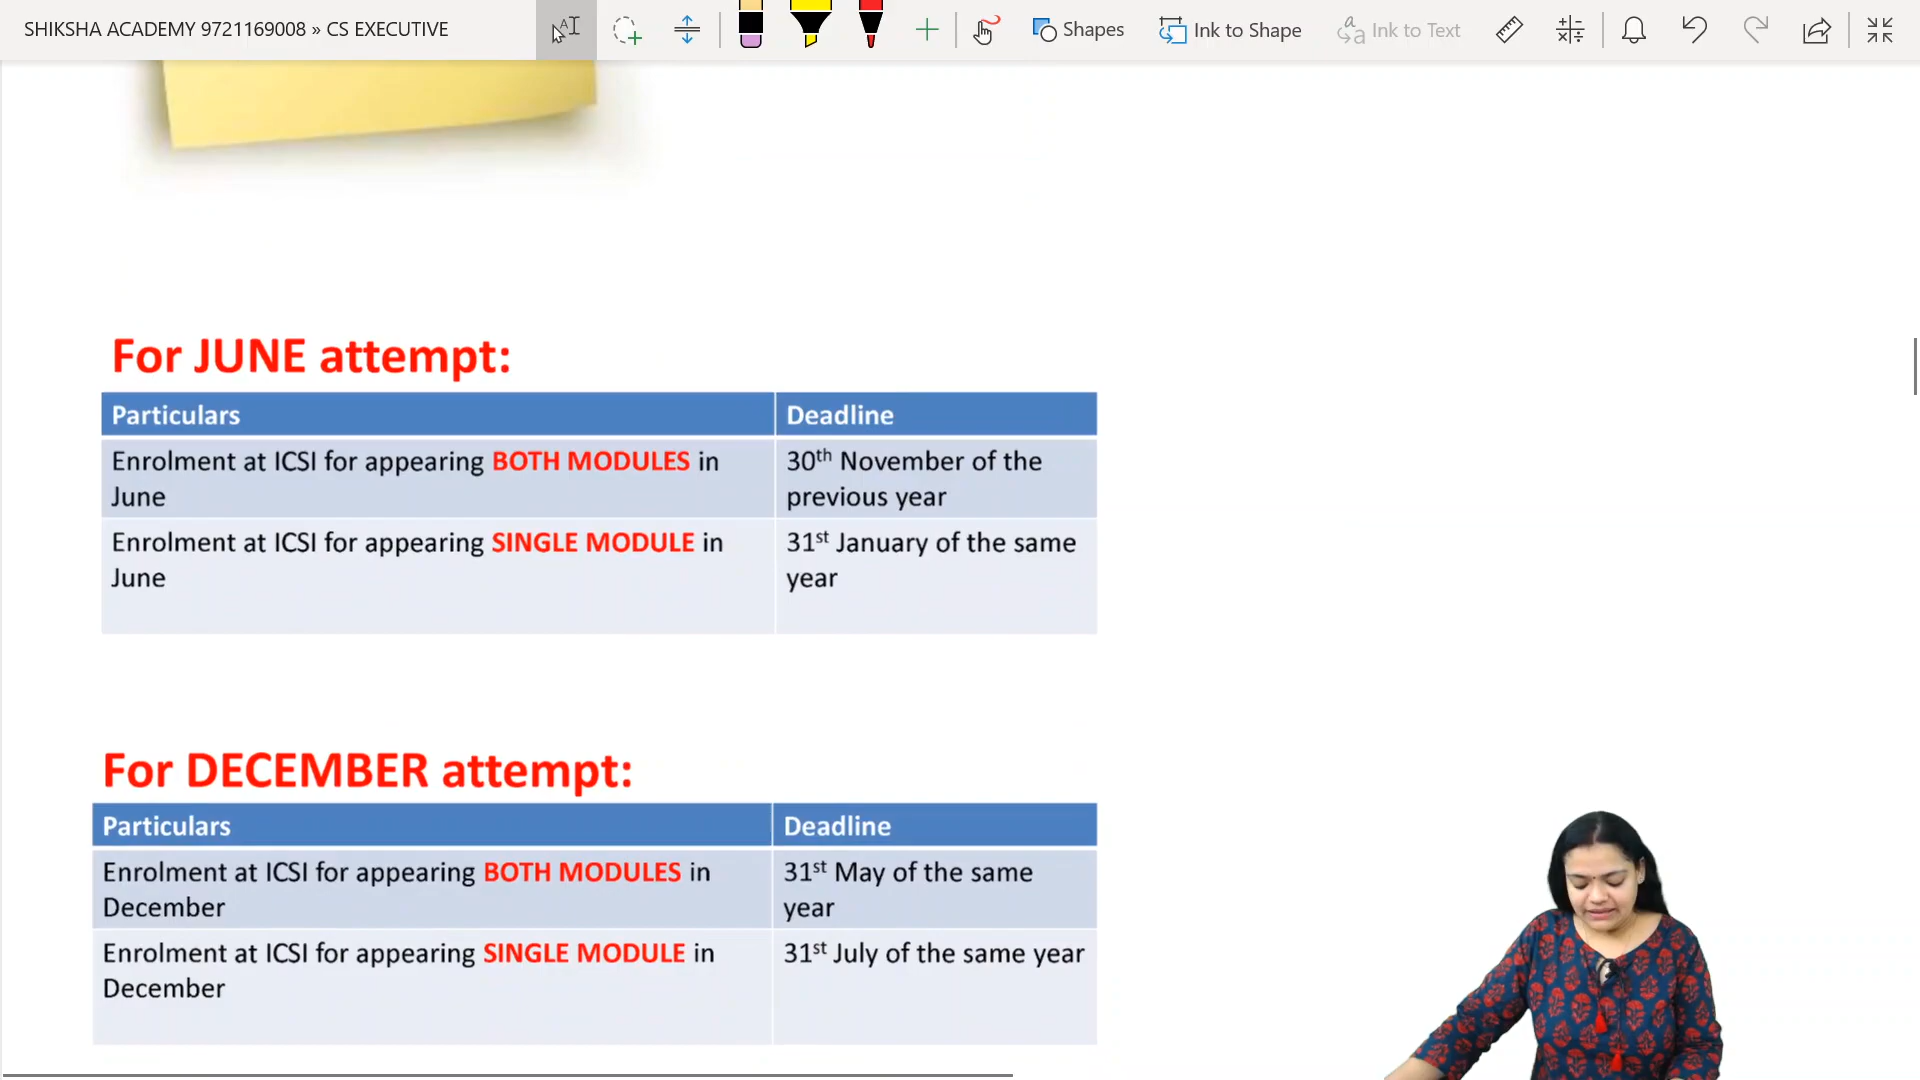 SHIKSHA ACADEMY 9721169008 » CS EXECUTIVE
Shapes
Ink to Shape
Ink to Text
For JUNE attempt:
Particulars
Deadline
Enrolment at ICSI for appearing BOTH MODULES in
June
30th November of the
previous year
Enrolment at ICSI for appearing SINGLE MODULE in
June
31st January of the same
year
For DECEMBER attempt:
Particulars
Deadline
Enrolment at ICSI for appearing BOTH MODULES in
December
31st May of the same
year
Enrolment at ICSI for appearing SINGLE MODULE in
December
31st July of the same year